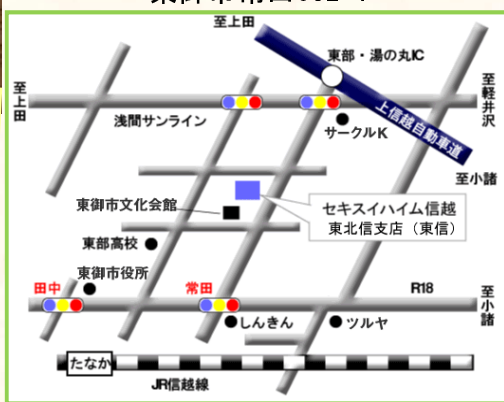 至上田
東部・湯の丸IC
至上田
至軽井沢
浅間サンライン
サークルK
上信越自動車道
至小諸
東御市文化会館
セキスイハイム信越
東北信支店（東信）
東部高校
東御市役所
田中
常田
R18
至小諸
しんきん
ツルヤ
たなか
JR信越線